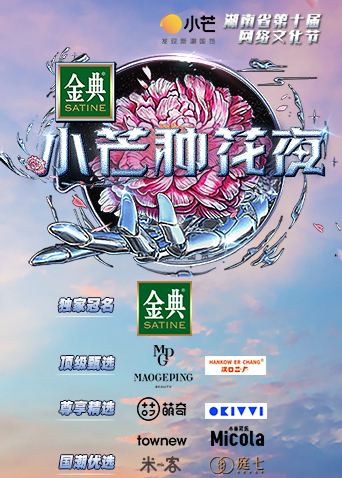 小芒
发现新潮国货
湖南省第十届
网络文化节
金典
SATINE
小芒种花夜
独家冠名
金典
SATINE
顶级甄选
MGP
MAOGEPING
BEAUTY
HANKOW ER CHANG®
汉口二厂
尊享精选
萌奇
OKIVVI
townew
Micola
国潮优选
米客
庭七